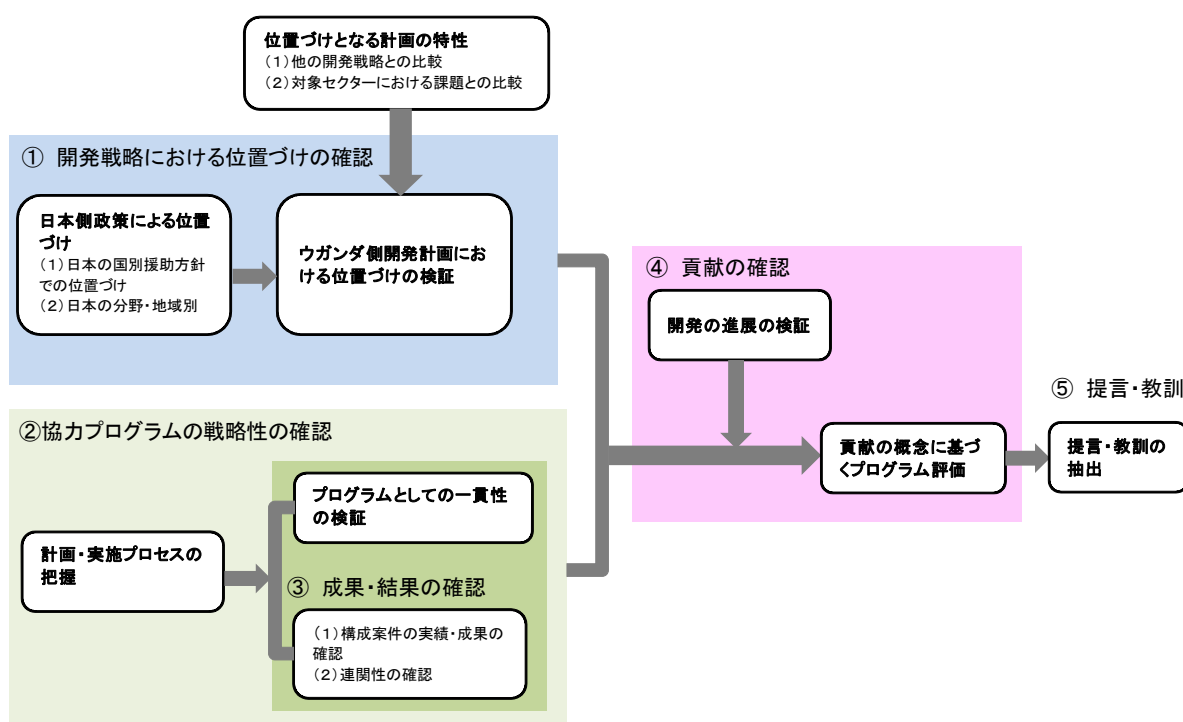 位置づけとなる計画の特性
(1)他の開発戦略との比較
(2)対象セクターにおける課題との比較
① 開発戦略における位置づけの確認
日本側政策による位置
づけ
(1)日本の国別援助方針
での位置づけ
(2)日本の分野・地域別
ウガンダ側開発計画にお
ける位置づけの検証
②協力プログラムの戦略性の確認
計画・実施プロセスの
把握
プログラムとしての一貫性
の検証
③ 成果・結果の確認
(1)構成案件の実績・成果の
確認
(2)連関性の確認
④ 貢献の確認
開発の進展の検証
貢献の概念に基づ
くプログラム評価
⑤ 提言・教訓
提言・教訓の
抽出